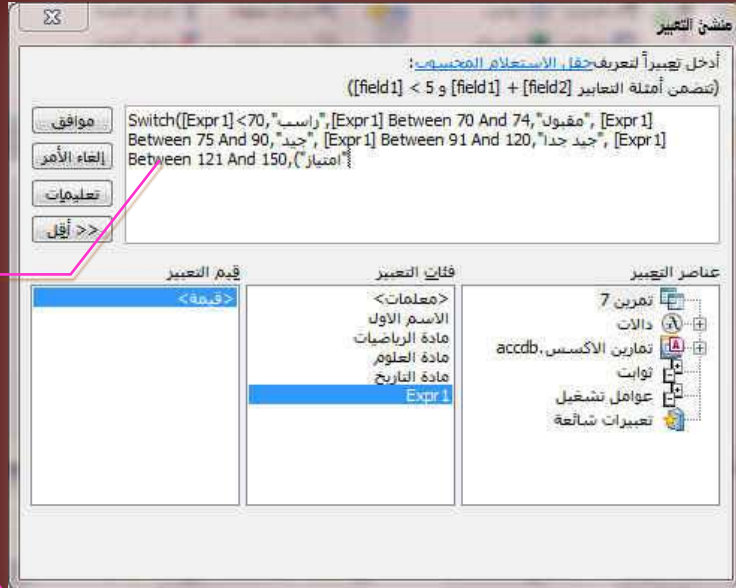 منشئ التعبير
أدخل تعبيراً لتعريف حقل الاستعلام المحسوب:
(تتضمن أمثلة التعابير [field1] + [field2] و [field1] < 5)
Switch([Expr1]<70,"راسب",[Expr1] Between 70 And 74,"مقبول", [Expr1]
Between 75 And 90,"جيد", [Expr1] Between 91 And 120,"جيد جدا", [Expr1]
Between 121 And 150,("امتياز"
موافق
إلغاء الأمر
تعليمات
<< أقل
عناصر التعبير
تمرين 7
دالات
تمارين الاكسس.accdb
ثوابت
عوامل تشغيل
تعبيرات شائعة
فئات التعبير
<معلمات>
الاسم الاول
مادة الرياضيات
مادة العلوم
مادة التاريخ
Expr1
قيم التعبير
<قيمة>